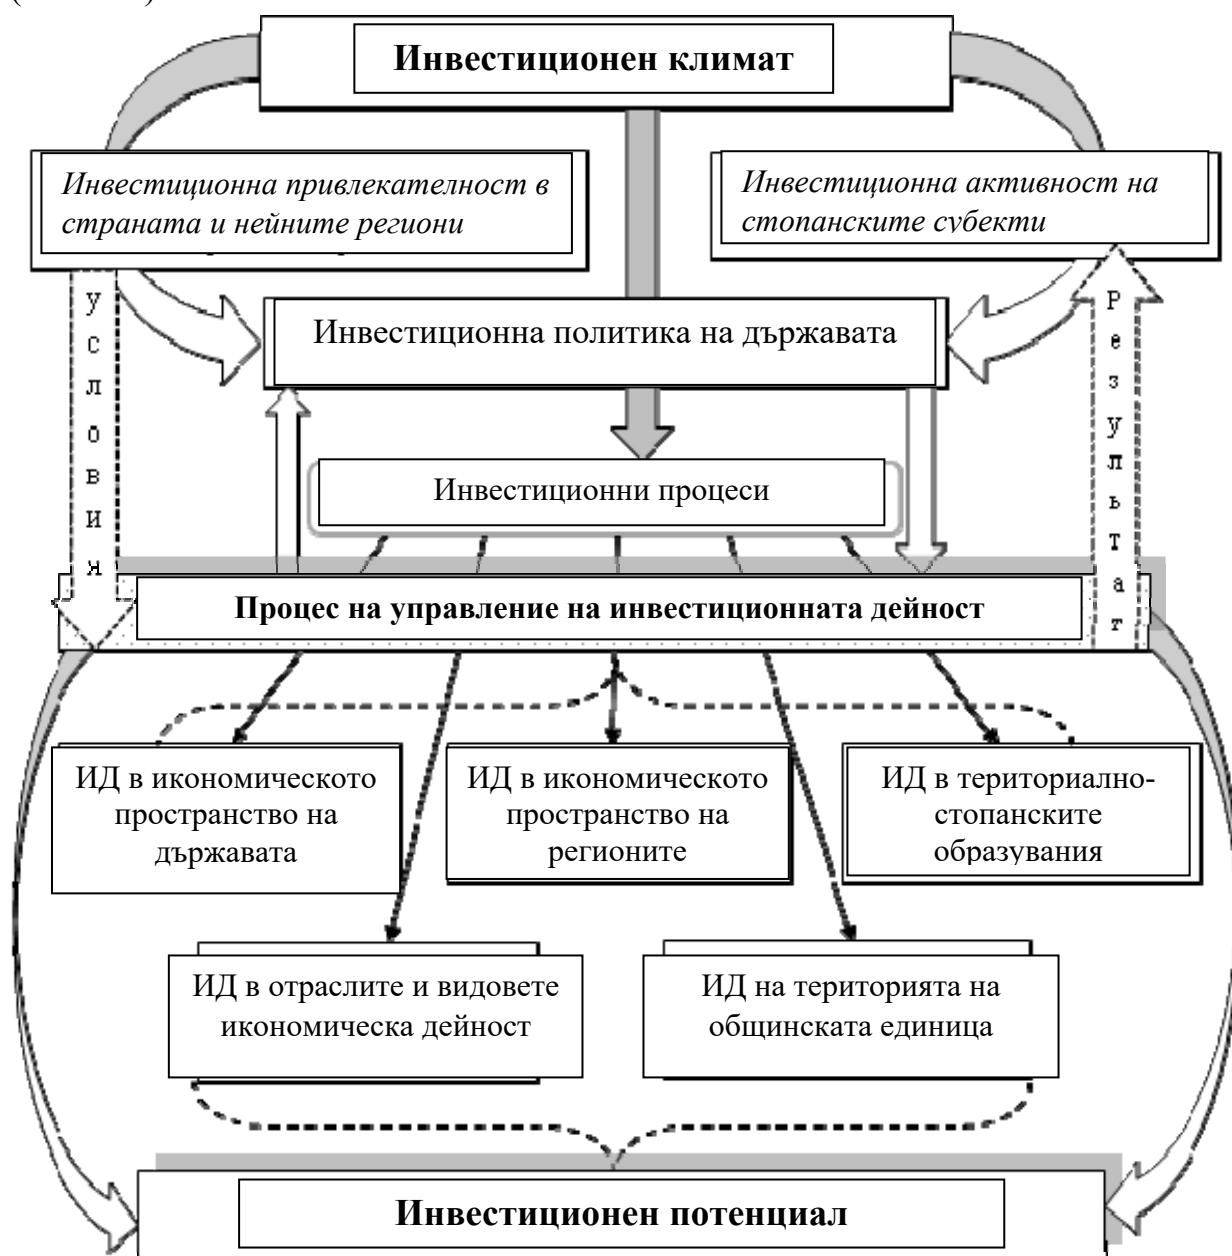 Инвестиционен климат
Инвестиционна привлекателност в
страната и нейните региони
Инвестиционна активност на
стопанските субекти
условия
Результат
Инвестиционна политика на държавата
Инвестиционни процеси
Процес на управление на инвестиционната дейност
ИД в икономическото
пространство на
държавата
ИД в икономическото
пространство на
регионите
ИД в териториално-
стопанските
образувания
ИД в отраслите и видовете
икономическа дейност
ИД на територията на
общинската единица
Инвестиционен потенциал